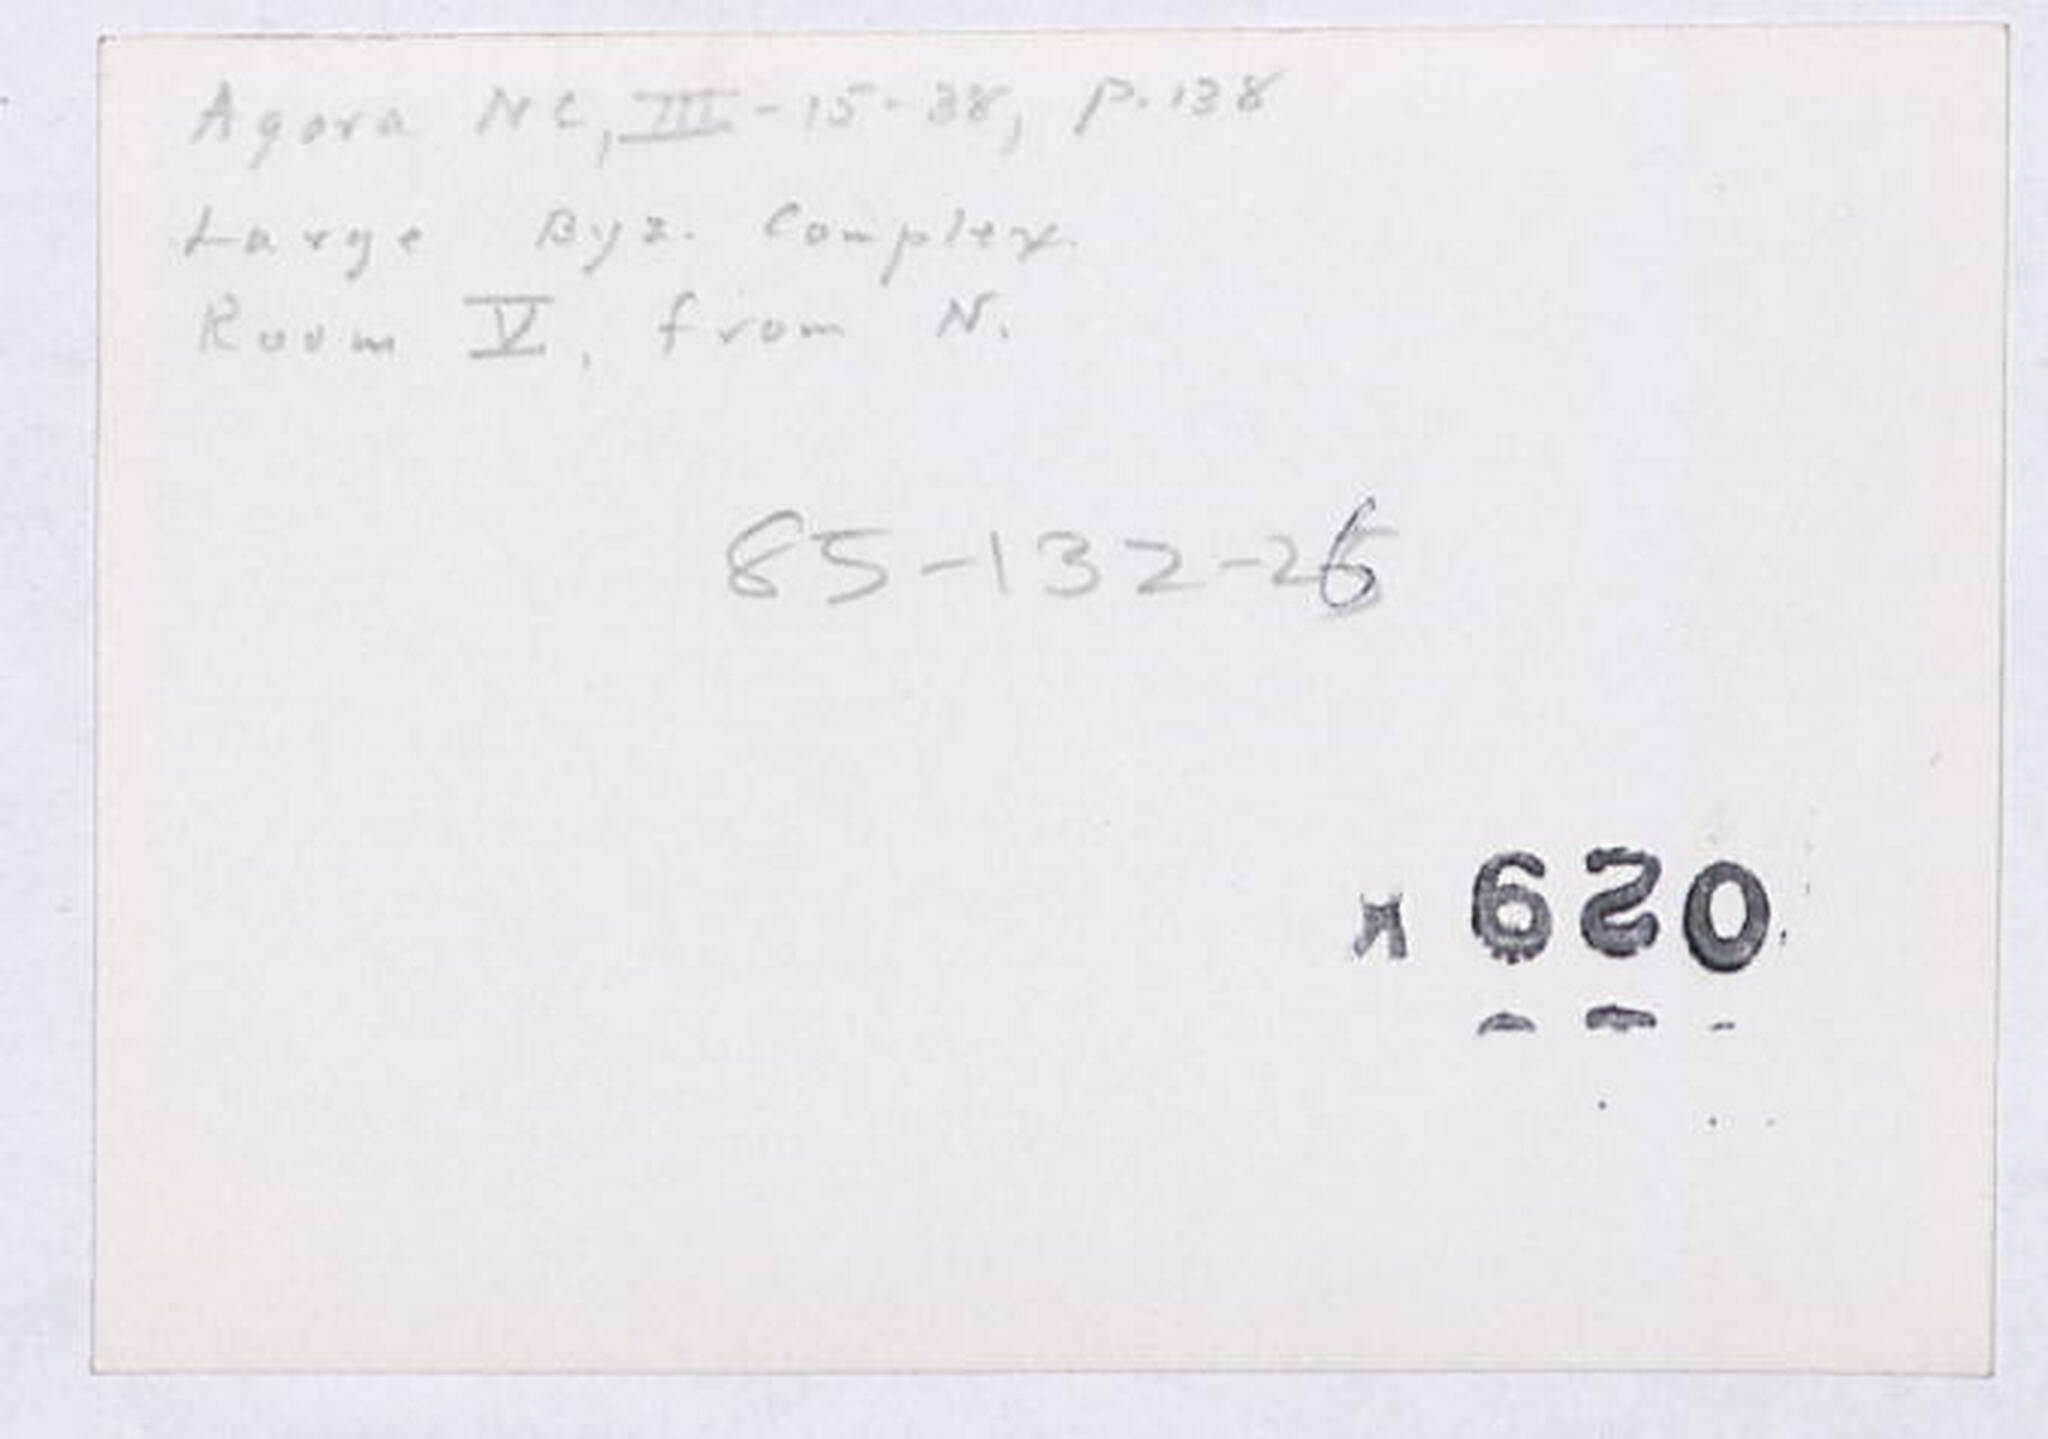 Agora NC, III-15-38, p. 138
Large Byz. Complex.
Room V, from N.
85-132-26
N 620